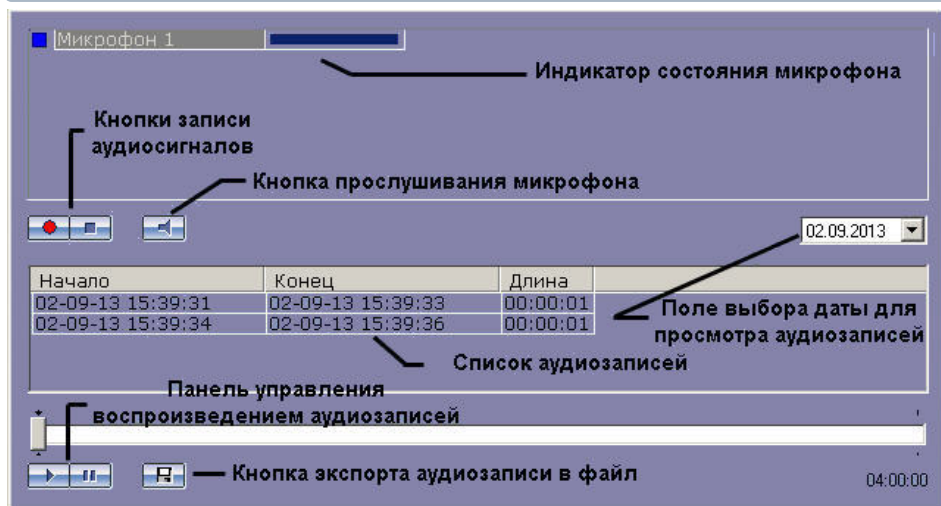 Микрофон 1
Индикатор состояния микрофона
Кнопки записи
аудиосигналов
Кнопка прослушивания микрофона
02.09.2013
Начало Конец Длина
02-09-13 15:39:31 02-09-13 15:39:33 00:00:01
02-09-13 15:39:34 02-09-13 15:39:36 00:00:01
Поле выбора даты для
просмотра аудиозаписей
Список аудиозаписей
Панель управления
воспроизведением аудиозаписей
Кнопка экспорта аудиозаписи в файл
04:00:00